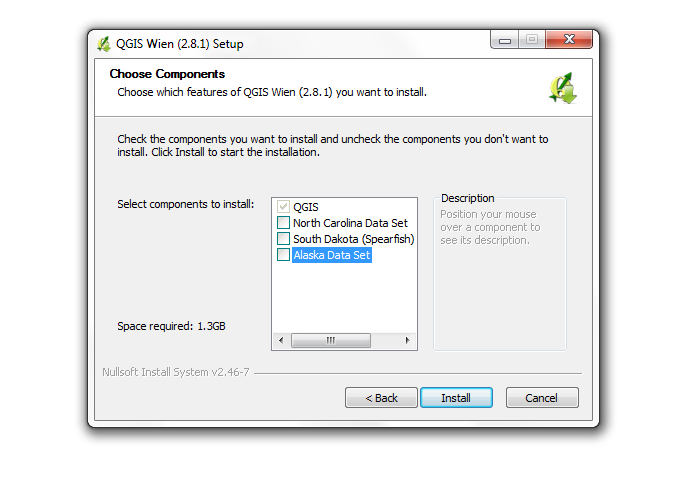 QGIS Wien (2.8.1) Setup
Choose Components
Choose which features of QGIS Wien (2.8.1) you want to install.
Check the components you want to install and uncheck the components you don't want to
install. Click Install to start the installation.
Select components to install:
QGIS
North Carolina Data Set
South Dakota (Spearfish)
Alaska Data Set
Description
Position your mouse
over a component to
see its description.
Space required: 1.3GB
Nullsoft Install System v2.46-7
< Back
Install
Cancel